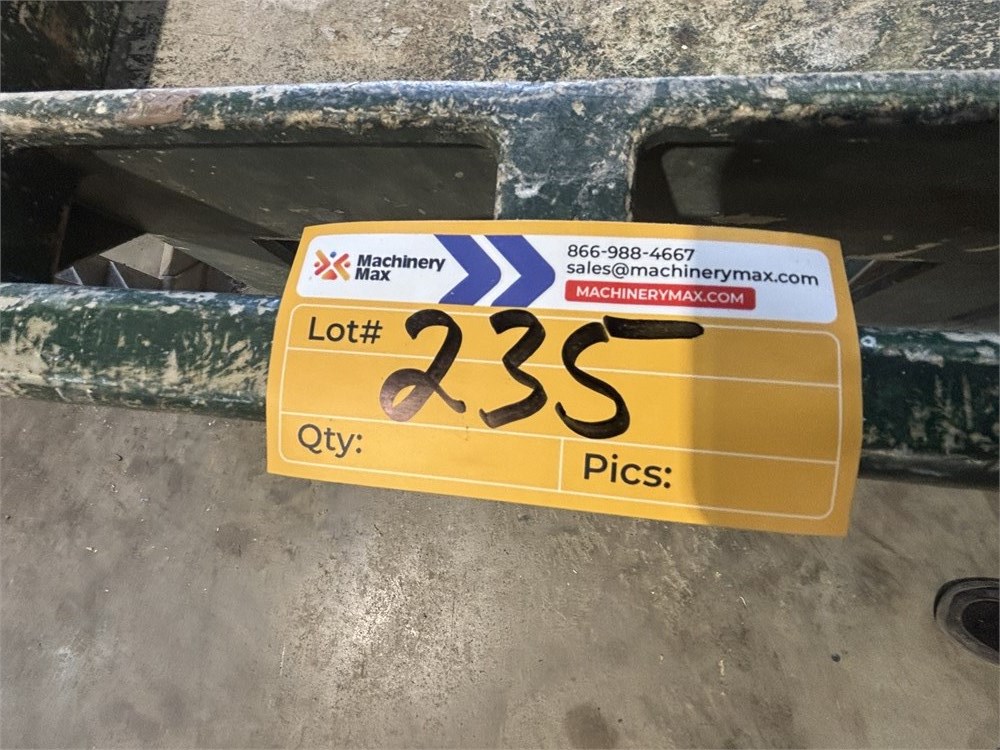 Machinery
Max
866-988-4667
sales@machinerymax.com
MACHINERYMAX.COM
Lot# 235
Qty:
Pics: